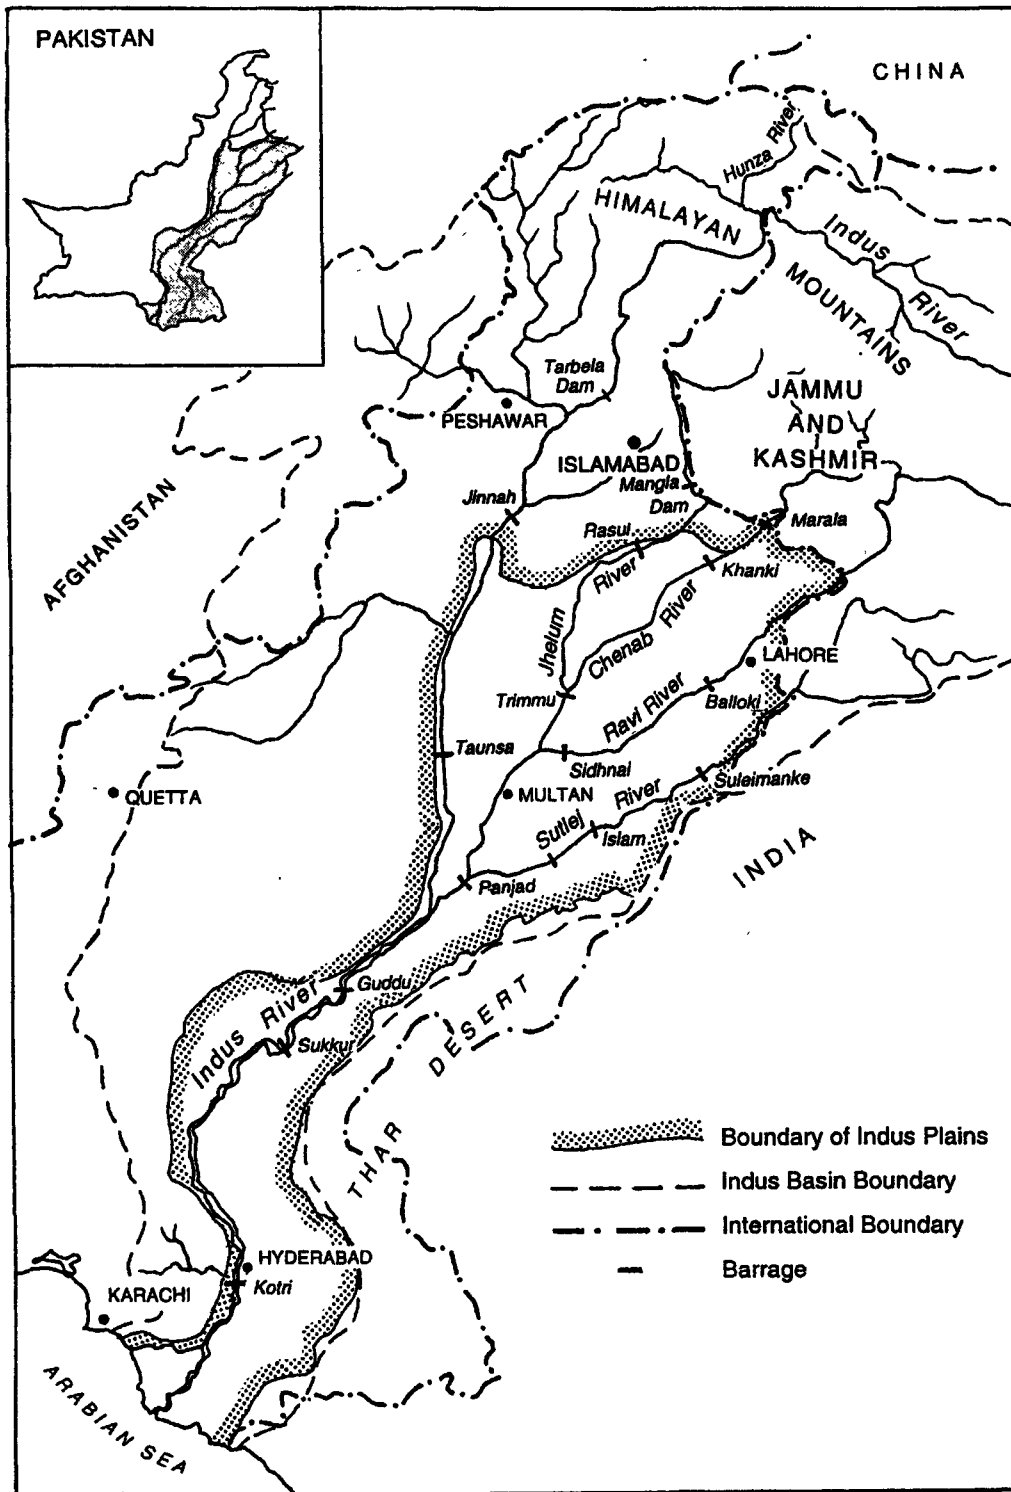 PAKISTAN
CHINA
Hunza River
HIMALAYAN
MOUNTAINS
Indus
River
Tarbela
Dam
PESHAWAR
JAMMU
AND
KASHMIR
ISLAMABAD
Mangla
Dam
Jinnah
Rasul
Marala
Khanki
AFGHANISTAN
Jhelum River
Chenab River
LAHORE
Trimmu
Ravi River
Balloki
Taunsa
Sidhnai
Suleimanke
QUETTA
MULTAN
Sutlej River
Islam
INDIA
Panjad
Guddu
Indus River
Sukkur
THAR DESERT
Boundary of Indus Plains
Indus Basin Boundary
International Boundary
Barrage
HYDERABAD
Kotri
KARACHI
ARABIAN SEA